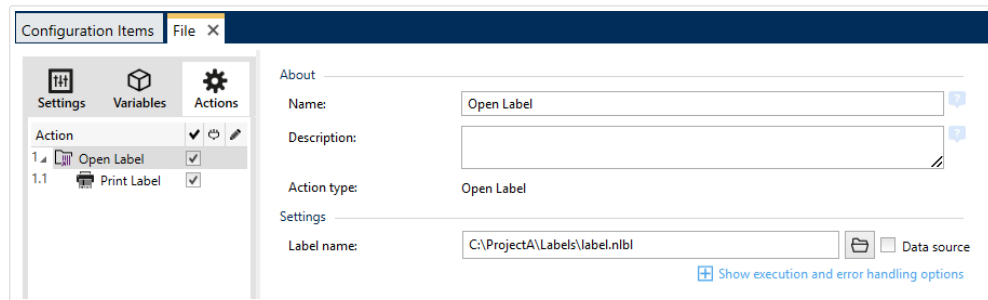 Configuration Items File
Settings Variables Actions
Action
1 Open Label
1.1 Print Label
About
Name: Open Label
Description:
Action type: Open Label
Settings
Label name: C:\ProjectA\Labels\label.nlbl Data source
Show execution and error handling options